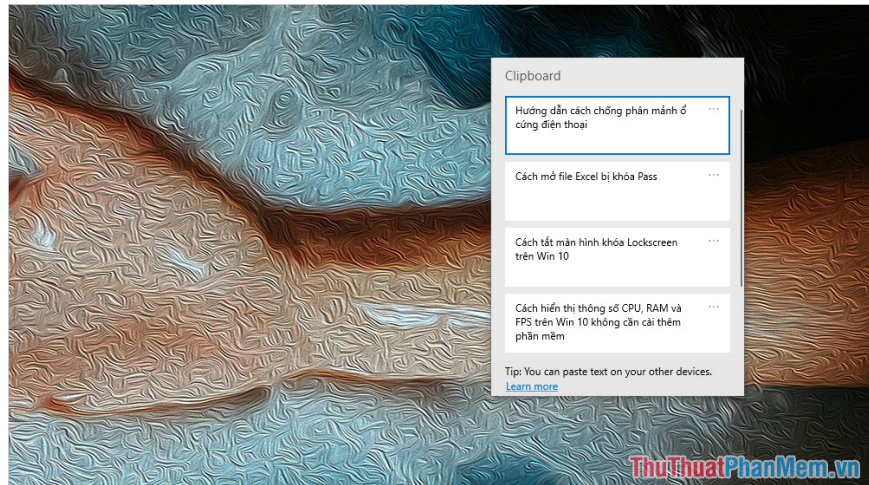 Clipboard
Hướng dẫn cách chống phân mảnh ổ
cứng điện thoại
Cách mở file Excel bị khóa Pass
Cách tắt màn hình khóa Lockscreen
trên Win 10
Cách hiển thị thông số CPU, RAM và
FPS trên Win 10 không cần cài thêm
phần mềm
Tip: You can paste text on your other devices.
Learn more
ThuThuatPhanMem.vn